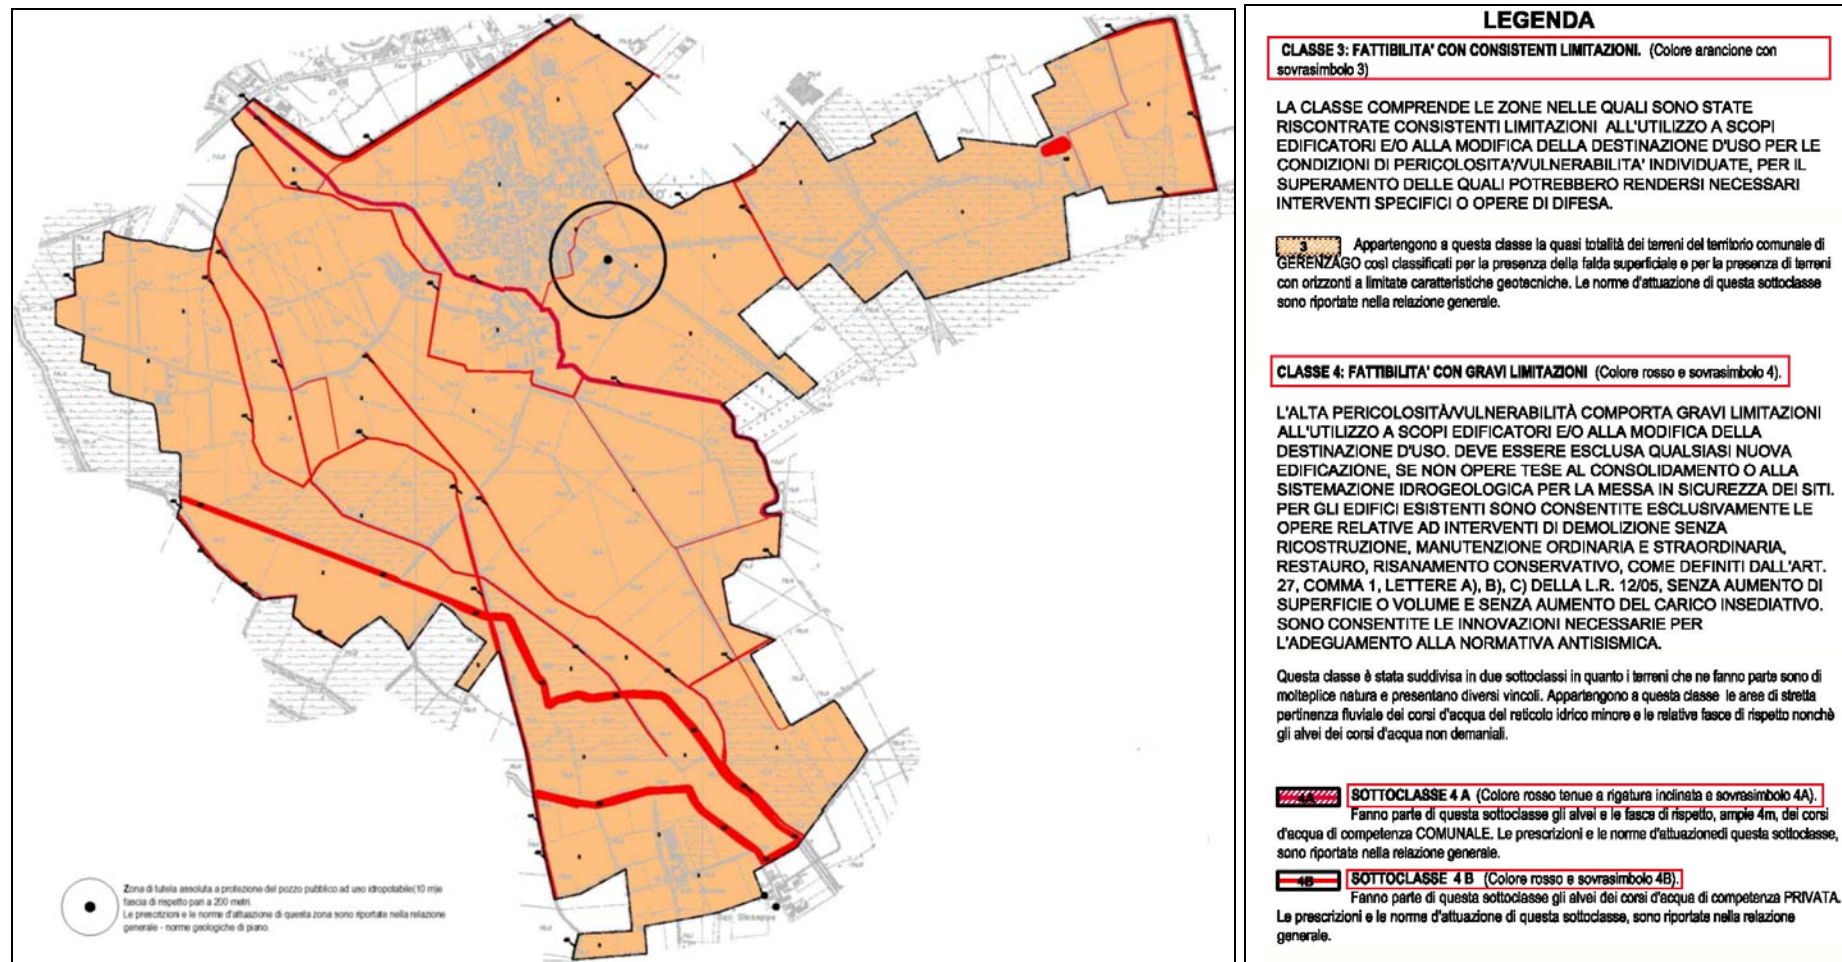 GERENZAGO
San Giuseppe
Zona di tutela assoluta a protezione del pozzo pubblico ad uso idropotabile(10 m)e
fascia di rispetto pari a 200 metri.
Le prescrizioni e le norme d'attuazione di questa zona sono riportate nella relazione
generale - norme geologiche di piano.
LEGENDA
CLASSE 3: FATTIBILITA' CON CONSISTENTI LIMITAZIONI. (Colore arancione con
sovrasimbolo 3)
LA CLASSE COMPRENDE LE ZONE NELLE QUALI SONO STATE
RISCONTRATE CONSISTENTI LIMITAZIONI ALL'UTILIZZO A SCOPI
EDIFICATORI E/O ALLA MODIFICA DELLA DESTINAZIONE D'USO PER LE
CONDIZIONI DI PERICOLOSITA'/VULNERABILITA' INDIVIDUATE, PER IL
SUPERAMENTO DELLE QUALI POTREBBERO RENDERSI NECESSARI
INTERVENTI SPECIFICI O OPERE DI DIFESA.
3 Appartengono a questa classe la quasi totalità dei terreni del territorio comunale di
GERENZAGO così classificati per la presenza della falda superficiale e per la presenza di terreni
con orizzonti a limitate caratteristiche geotecniche. Le norme d'attuazione di questa sottoclasse
sono riportate nella relazione generale.
CLASSE 4: FATTIBILITA' CON GRAVI LIMITAZIONI (Colore rosso e sovrasimbolo 4).
L'ALTA PERICOLOSITÀ/VULNERABILITÀ COMPORTA GRAVI LIMITAZIONI
ALL'UTILIZZO A SCOPI EDIFICATORI E/O ALLA MODIFICA DELLA
DESTINAZIONE D'USO. DEVE ESSERE ESCLUSA QUALSIASI NUOVA
EDIFICAZIONE, SE NON OPERE TESE AL CONSOLIDAMENTO O ALLA
SISTEMAZIONE IDROGEOLOGICA PER LA MESSA IN SICUREZZA DEI SITI.
PER GLI EDIFICI ESISTENTI SONO CONSENTITE ESCLUSIVAMENTE LE
OPERE RELATIVE AD INTERVENTI DI DEMOLIZIONE SENZA
RICOSTRUZIONE, MANUTENZIONE ORDINARIA E STRAORDINARIA,
RESTAURO, RISANAMENTO CONSERVATIVO, COME DEFINITI DALL'ART.
27, COMMA 1, LETTERE A), B), C) DELLA L.R. 12/05, SENZA AUMENTO DI
SUPERFICIE O VOLUME E SENZA AUMENTO DEL CARICO INSEDIATIVO.
SONO CONSENTITE LE INNOVAZIONI NECESSARIE PER
L'ADEGUAMENTO ALLA NORMATIVA ANTISISMICA.
Questa classe è stata suddivisa in due sottoclassi in quanto i terreni che ne fanno parte sono di
molteplice natura e presentano diversi vincoli. Appartengono a questa classe le aree di stretta
pertinenza fluviale dei corsi d'acqua del reticolo idrico minore e le relative fasce di rispetto nonchè
gli alvei dei corsi d'acqua non demaniali.
4A SOTTOCLASSE 4 A (Colore rosso tenue a rigatura inclinata e sovrasimbolo 4A).
Fanno parte di questa sottoclasse gli alvei e le fasce di rispetto, ampie 4m, dei corsi
d'acqua di competenza COMUNALE. Le prescrizioni e le norme d'attuazionedi questa sottoclasse,
sono riportate nella relazione generale.
4B SOTTOCLASSE 4 B (Colore rosso e sovrasimbolo 4B).
Fanno parte di questa sottoclasse gli alvei dei corsi d'acqua di competenza PRIVATA.
Le prescrizioni e le norme d'attuazione di questa sottoclasse, sono riportate nella relazione
generale.